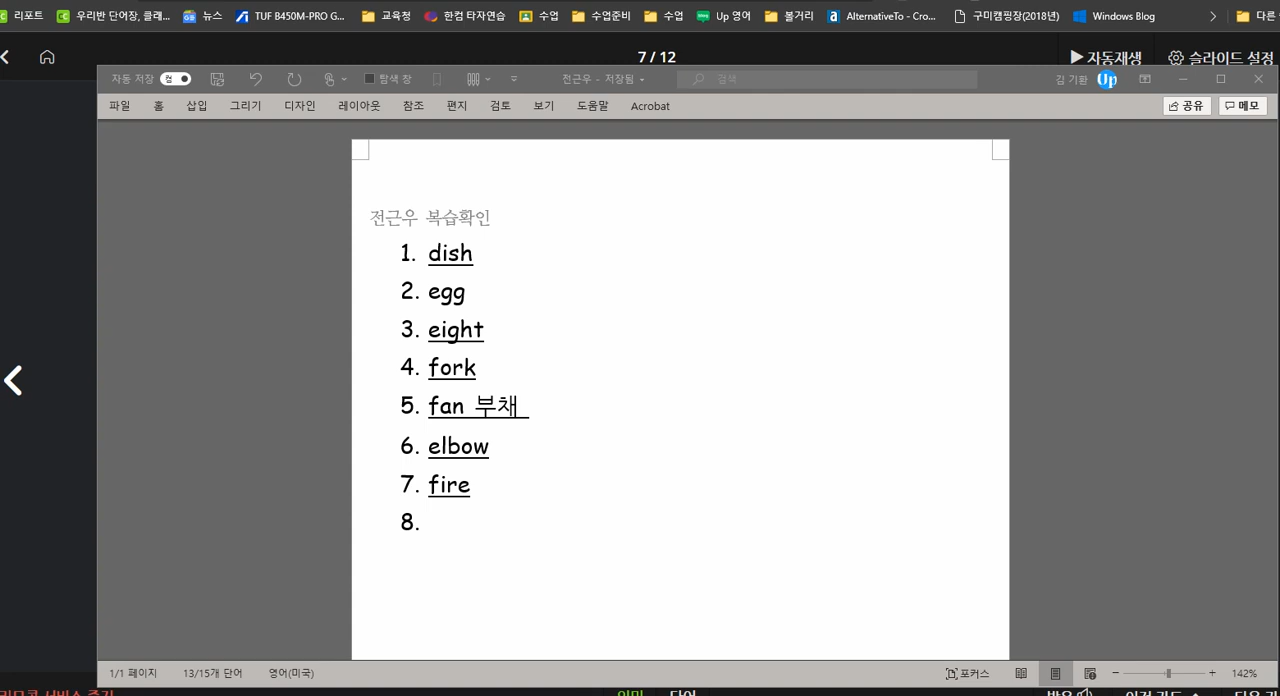 리포트 우리반 단어장, 클래... 뉴스 TUF B450M-PRO G... 교육청 한컴 타자연습 수업 수업준비 수업 Up 영어 볼거리 AlternativeTo - Cro... 구미캠핑장(2018년) Windows Blog 다른
7 / 12 자동재생 슬라이드 설정
자동 저장 컴 탐색 창 전근우 - 저장됨 검색 김 기환 Up
파일 홈 삽입 그리기 디자인 레이아웃 참조 편지 검토 보기 도움말 Acrobat 공유 메모
전근우 복습확인
1. dish
2. egg
3. eight
4. fork
5. fan 부채
6. elbow
7. fire
8.
1/1 페이지 13/15개 단어 영어(미국) 포커스 142%